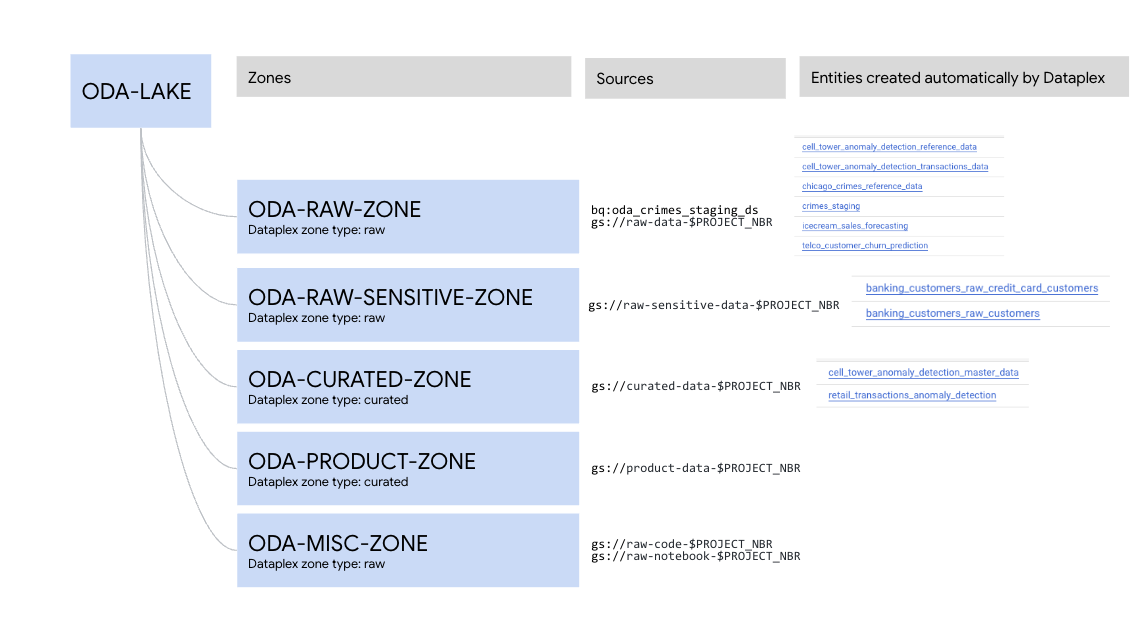 ODA-LAKE
Zones
Sources
Entities created automatically by Dataplex
ODA-RAW-ZONE
Dataplex zone type: raw
bq:oda_crimes_staging_ds
gs://raw-data-$PROJECT_NBR
cell_tower_anomaly_detection_reference_data
cell_tower_anomaly_detection_transactions_data
chicago_crimes_reference_data
crimes_staging
icecream_sales_forecasting
telco_customer_churn_prediction
ODA-RAW-SENSITIVE-ZONE
Dataplex zone type: raw
gs://raw-sensitive-data-$PROJECT_NBR
banking_customers_raw_credit_card_customers
banking_customers_raw_customers
ODA-CURATED-ZONE
Dataplex zone type: curated
gs://curated-data-$PROJECT_NBR
cell_tower_anomaly_detection_master_data
retail_transactions_anomaly_detection
ODA-PRODUCT-ZONE
Dataplex zone type: curated
gs://product-data-$PROJECT_NBR
ODA-MISC-ZONE
Dataplex zone type: raw
gs://raw-code-$PROJECT_NBR
gs://raw-notebook-$PROJECT_NBR